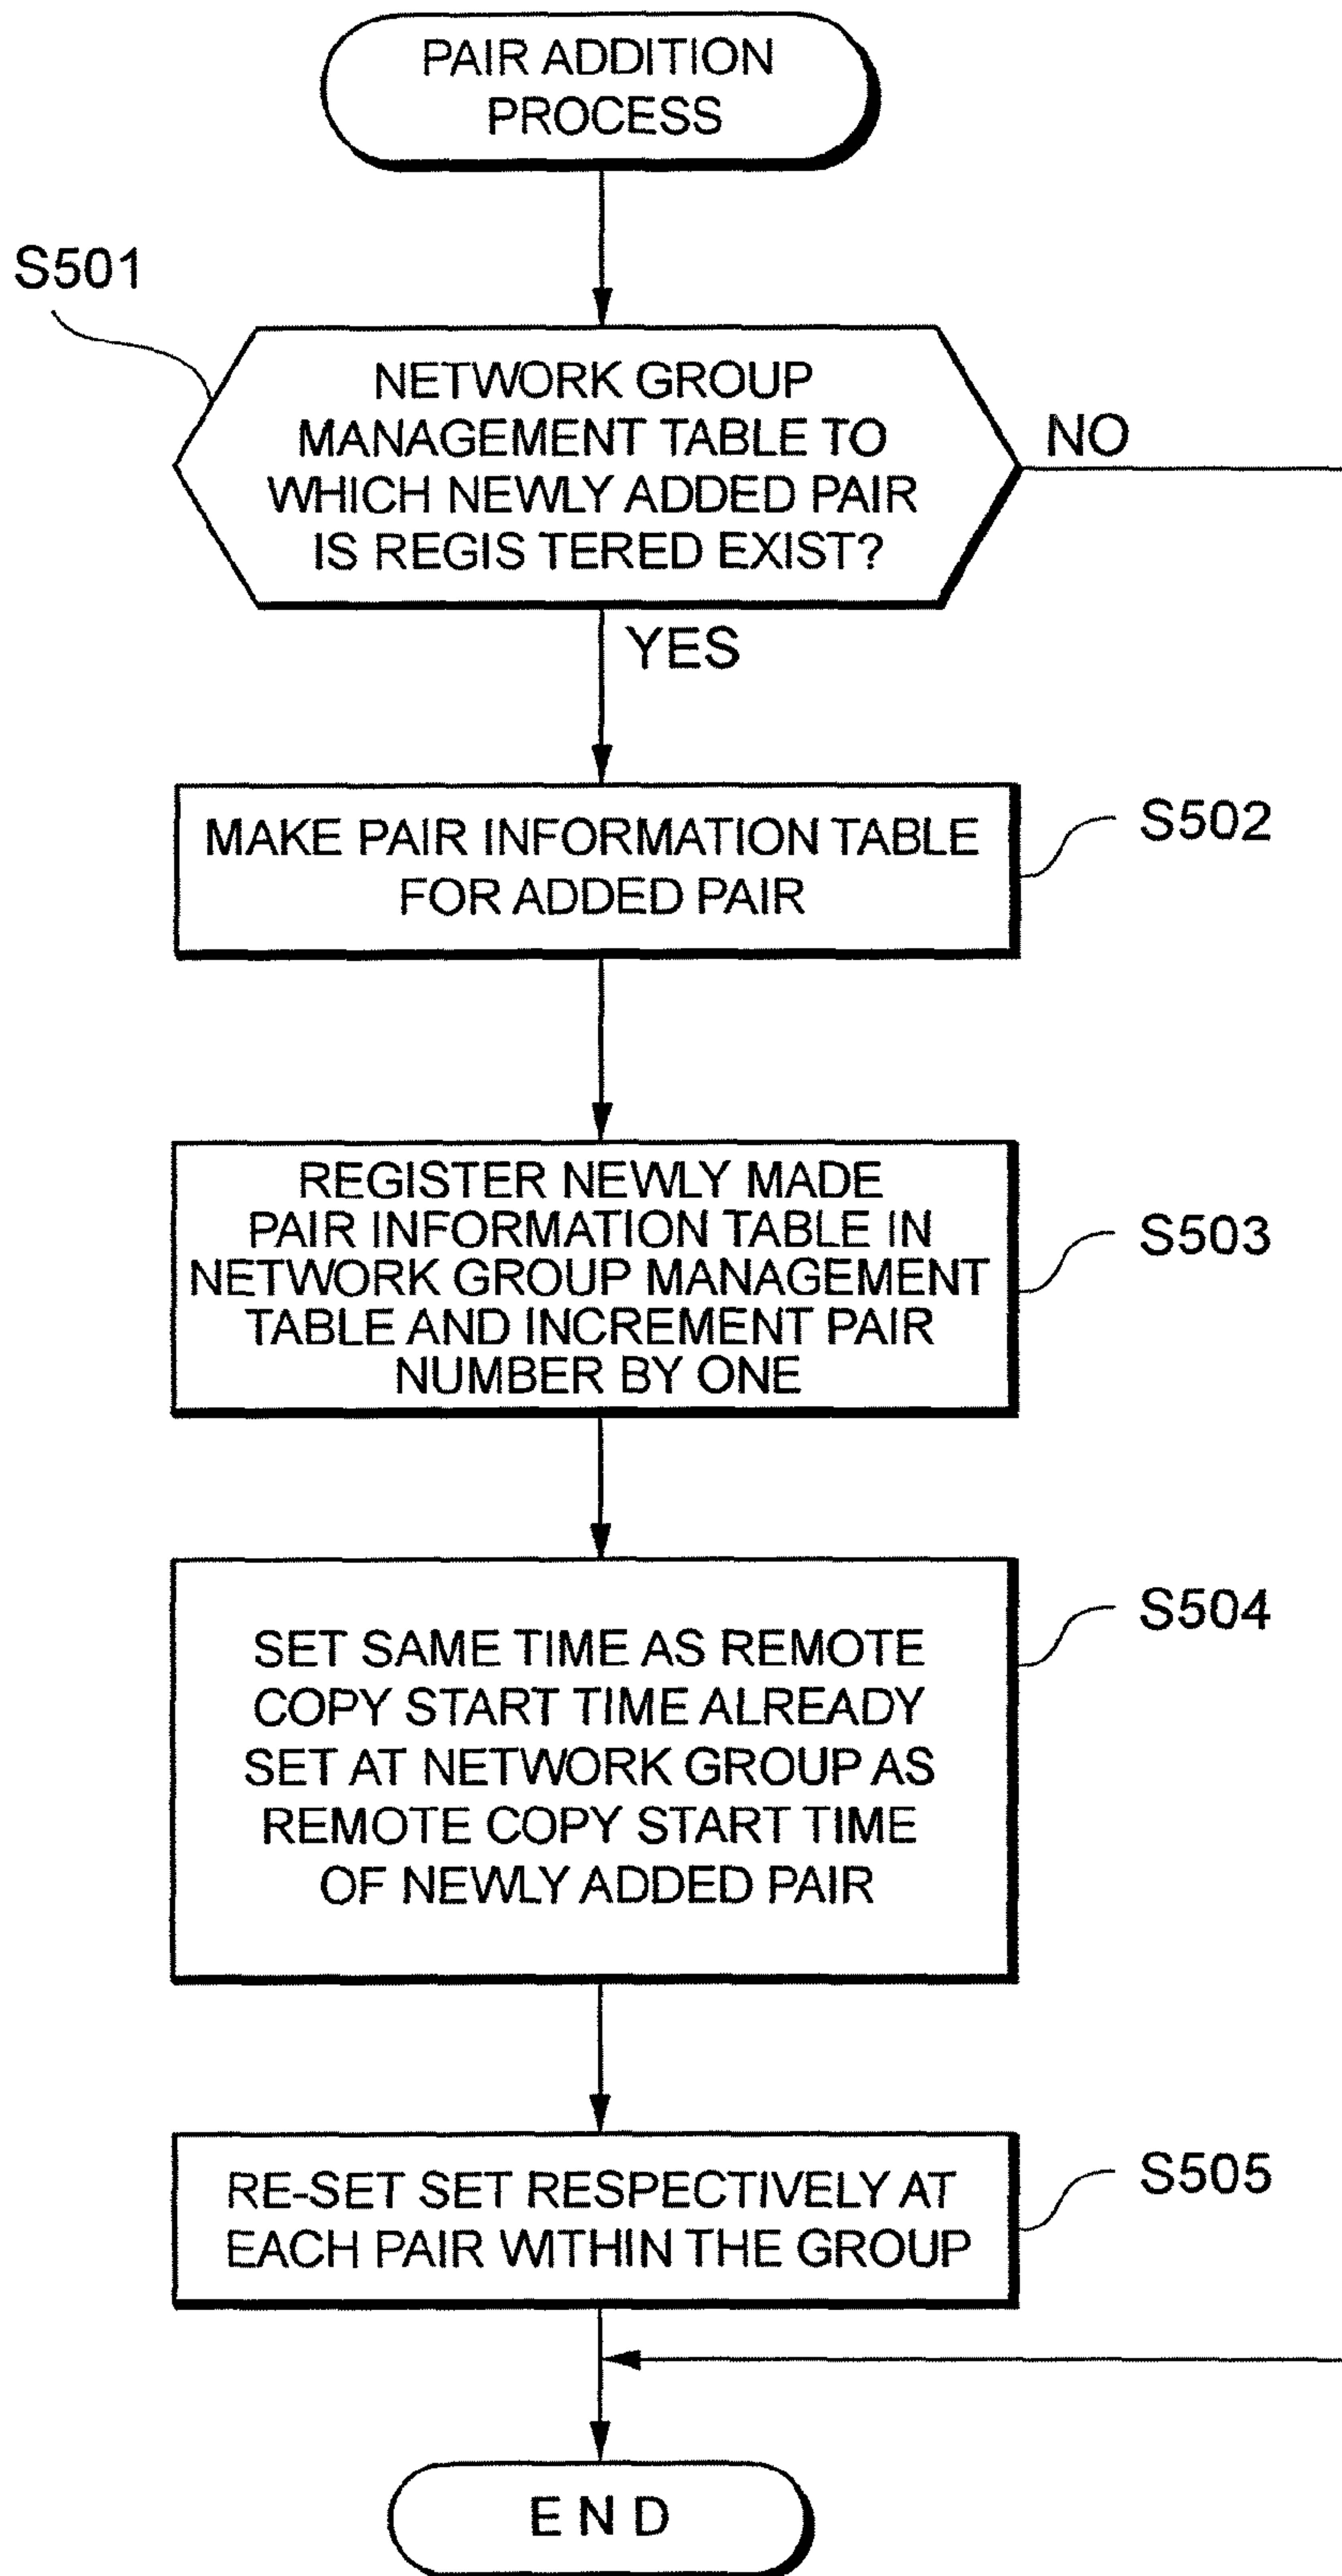 PAIR ADDITION
PROCESS
S501
NETWORK GROUP
MANAGEMENT TABLE TO
WHICH NEWLY ADDED PAIR
IS REGIS TERED EXIST?
NO
YES
MAKE PAIR INFORMATION TABLE
FOR ADDED PAIR
S502
REGISTER NEWLY MADE
PAIR INFORMATION TABLE IN
NETWORK GROUP MANAGEMENT
TABLE AND INCREMENT PAIR
NUMBER BY ONE
S503
SET SAME TIME AS REMOTE
COPY START TIME ALREADY
SET AT NETWORK GROUP AS
REMOTE COPY START TIME
OF NEWLY ADDED PAIR
S504
RE-SET SET RESPECTIVELY AT
EACH PAIR WITHIN THE GROUP
S505
E N D